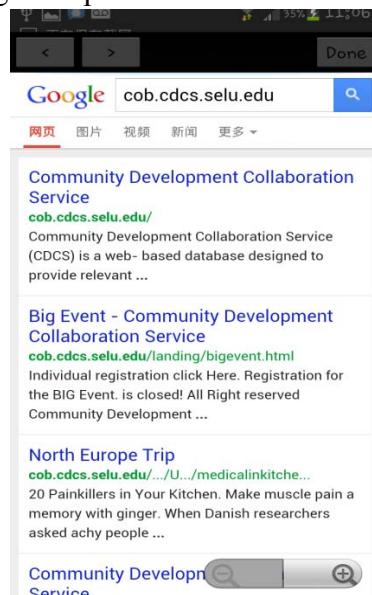 35% 11:06
< > Done
Google cob.cdcs.selu.edu
网页 图片 视频 新闻 更多
Community Development Collaboration
Service
cob.cdcs.selu.edu/
Community Development Collaboration Service
(CDCS) is a web- based database designed to
provide relevant ...
Big Event - Community Development
Collaboration Service
cob.cdcs.selu.edu/landing/bigevent.html
Individual registration click Here. Registration for
the BIG Event. is closed! All Right reserved
Community Development ...
North Europe Trip
cob.cdcs.selu.edu/.../U.../medicalinkitche...
20 Painkillers in Your Kitchen. Make muscle pain a
memory with ginger. When Danish researchers
asked achy people ...
Community Developn
Service